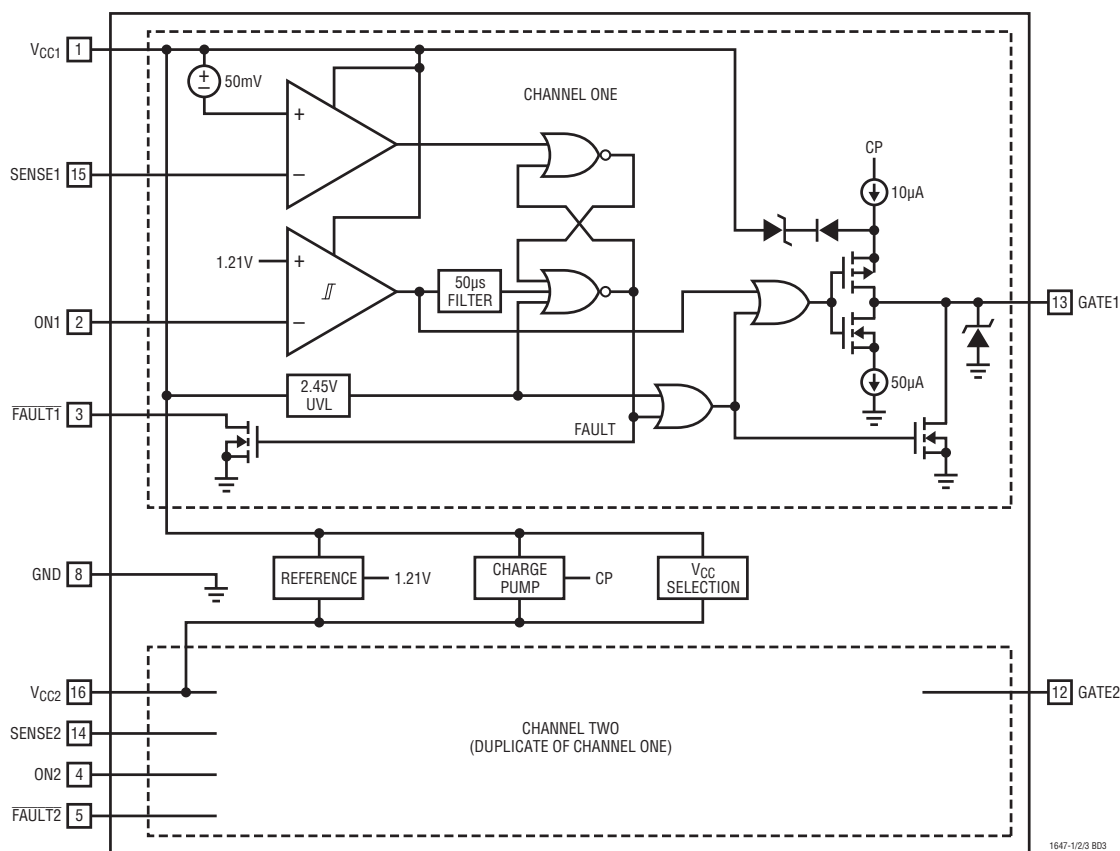 VCC1 1
50mV
CHANNEL ONE
+
−
CP
SENSE1 15
10µA
1.21V
+
−
50µs
FILTER
13 GATE1
ON1 2
2.45V
UVL
50µA
FAULT1 3
FAULT
GND 8
REFERENCE
1.21V
CHARGE
PUMP
CP
VCC
SELECTION
VCC2 16
12 GATE2
SENSE2 14
CHANNEL TWO
(DUPLICATE OF CHANNEL ONE)
ON2 4
FAULT2 5
1647-1/2/3 BD3